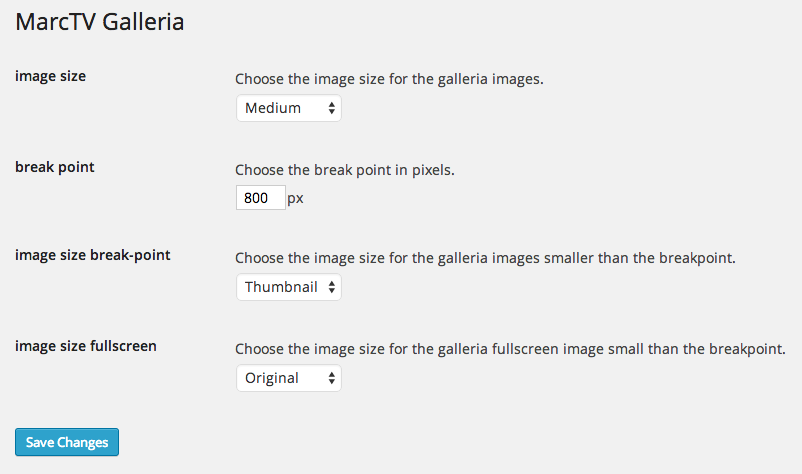 MarcTV Galleria
image size
Choose the image size for the galleria images.
Medium
break point
Choose the break point in pixels.
800 px
image size break-point
Choose the image size for the galleria images smaller than the breakpoint.
Thumbnail
image size fullscreen
Choose the image size for the galleria fullscreen image small than the breakpoint.
Original
Save Changes